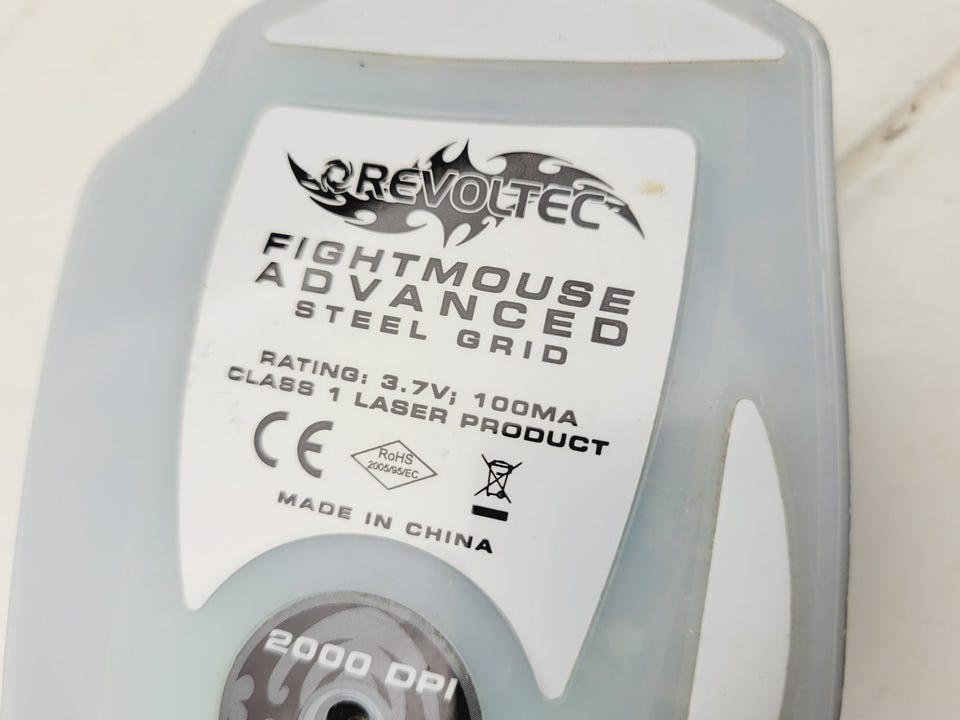 REVOLTEC
FIGHTMOUSE
ADVANCED
STEEL GRID
RATING: 3.7V; 100MA
CLASS 1 LASER PRODUCT
CE
RoHS
2005/95/EC
MADE IN CHINA
2000 DPI